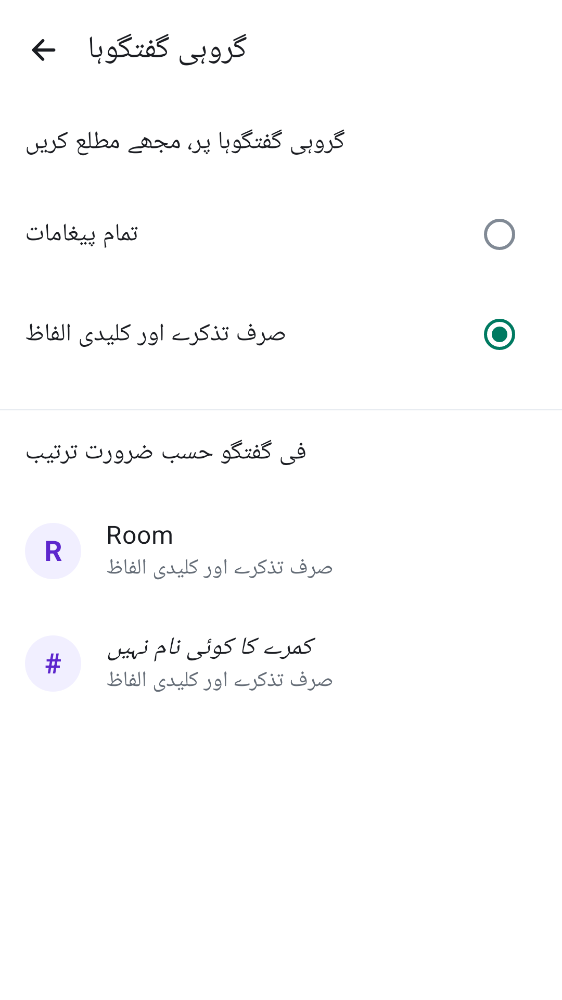 گروہی گفتگوہا
گروہی گفتگوہا پر، مجھے مطلع کریں
تمام پیغامات
صرف تذکرے اور کلیدی الفاظ
فی گفتگو حسب ضرورت ترتیب
R
Room
صرف تذکرے اور کلیدی الفاظ
#
کمرے کا کوئی نام نہیں
صرف تذکرے اور کلیدی الفاظ